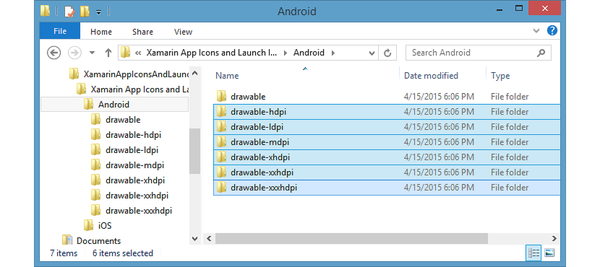 Android
File Home Share View
« Xamarin App Icons and Launch I... ▸ Android ▸
Search Android
XamarinAppIconsAndLaunc
Xamarin App Icons and La
Android
drawable
drawable-hdpi
drawable-ldpi
drawable-mdpi
drawable-xhdpi
drawable-xxhdpi
drawable-xxxhdpi
iOS
Documents
Name Date modified Type
drawable 4/15/2015 6:06 PM File folder
drawable-hdpi 4/15/2015 6:06 PM File folder
drawable-ldpi 4/15/2015 6:06 PM File folder
drawable-mdpi 4/15/2015 6:06 PM File folder
drawable-xhdpi 4/15/2015 6:06 PM File folder
drawable-xxhdpi 4/15/2015 6:06 PM File folder
drawable-xxxhdpi 4/15/2015 6:06 PM File folder
7 items 6 items selected